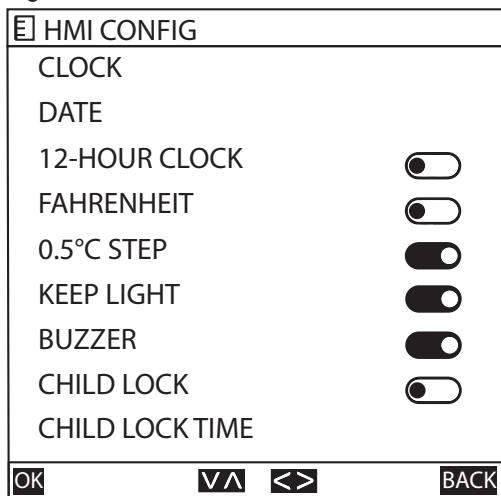 HMI CONFIG
CLOCK
DATE
12-HOUR CLOCK
FAHRENHEIT
0.5°C STEP
KEEP LIGHT
BUZZER
CHILD LOCK
CHILD LOCK TIME
OK BACK